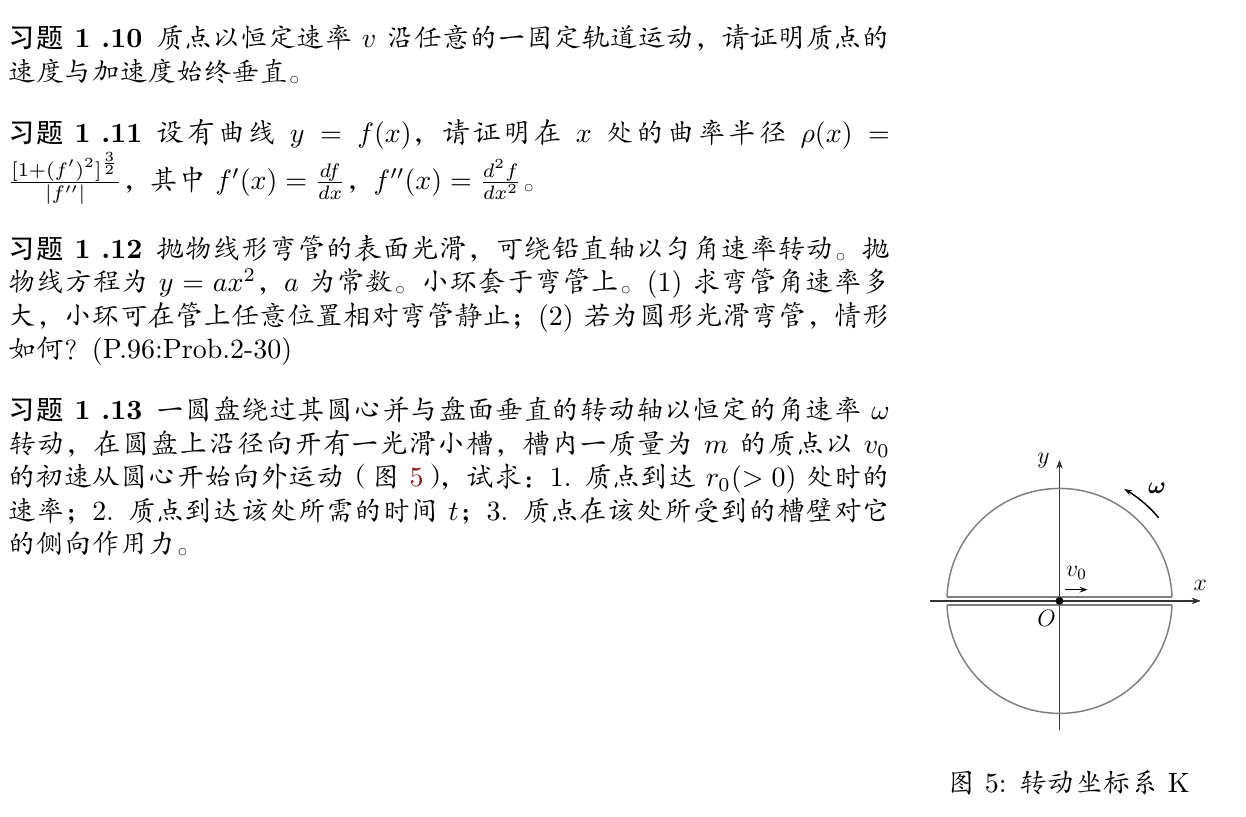 习题 1 .10 质点以恒定速率 v 沿任意的一固定轨道运动，请证明质点的
速度与加速度始终垂直。
习题 1 .11 设有曲线 y = f(x)，请证明在 x 处的曲率半径 ρ(x) =
\frac{[1+(f′)^2]^{\frac{3}{2}}}{|f′′|}，其中 f′(x) = \frac{df}{dx}，f′′(x) = \frac{d^2f}{dx^2}。
习题 1 .12 抛物线形弯管的表面光滑，可绕铅直轴以匀角速率转动。抛
物线方程为 y = ax^2，a 为常数。小环套于弯管上。(1) 求弯管角速率多
大，小环可在管上任意位置相对弯管静止；(2) 若为圆形光滑弯管，情形
如何？(P.96:Prob.2-30)
习题 1 .13 一圆盘绕过其圆心并与盘面垂直的转动轴以恒定的角速率 ω
转动，在圆盘上沿径向开有一光滑小槽，槽内一质量为 m 的质点以 v_0
的初速从圆心开始向外运动（图 5），试求：1. 质点到达 r_0(> 0) 处时的
速率；2. 质点到达该处所需的时间 t；3. 质点在该处所受到的槽壁对它
的侧向作用力。
y
ω
v_0
x
O
图 5: 转动坐标系 K